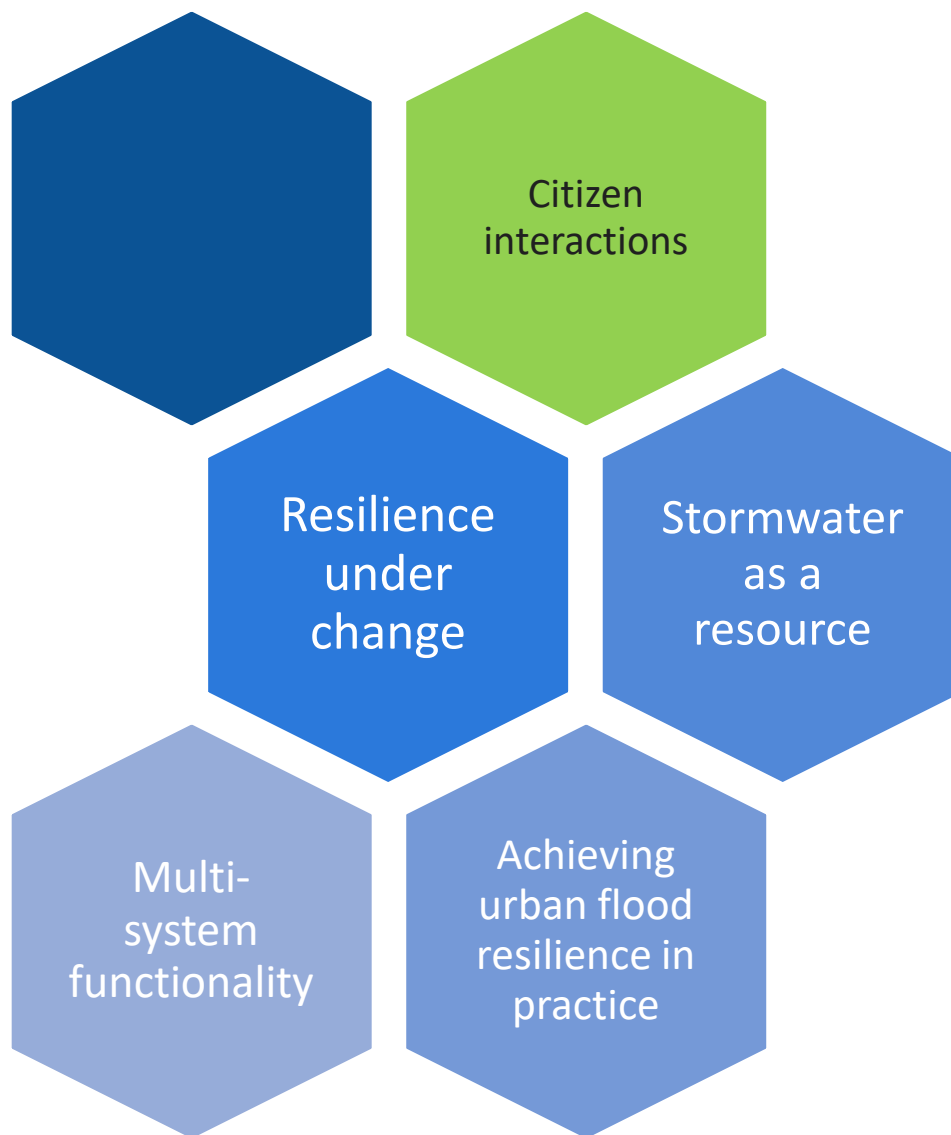 Citizen
interactions
Resilience
under
change
Stormwater
as a
resource
Multi-
system
functionality
Achieving
urban flood
resilience in
practice